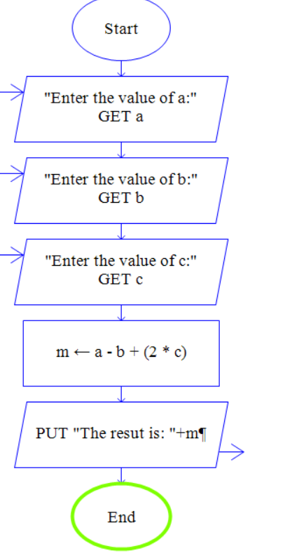 Start
"Enter the value of a:"
GET a
"Enter the value of b:"
GET b
"Enter the value of c:"
GET c
m ← a - b + (2 * c)
PUT "The resut is: "+m¶
End